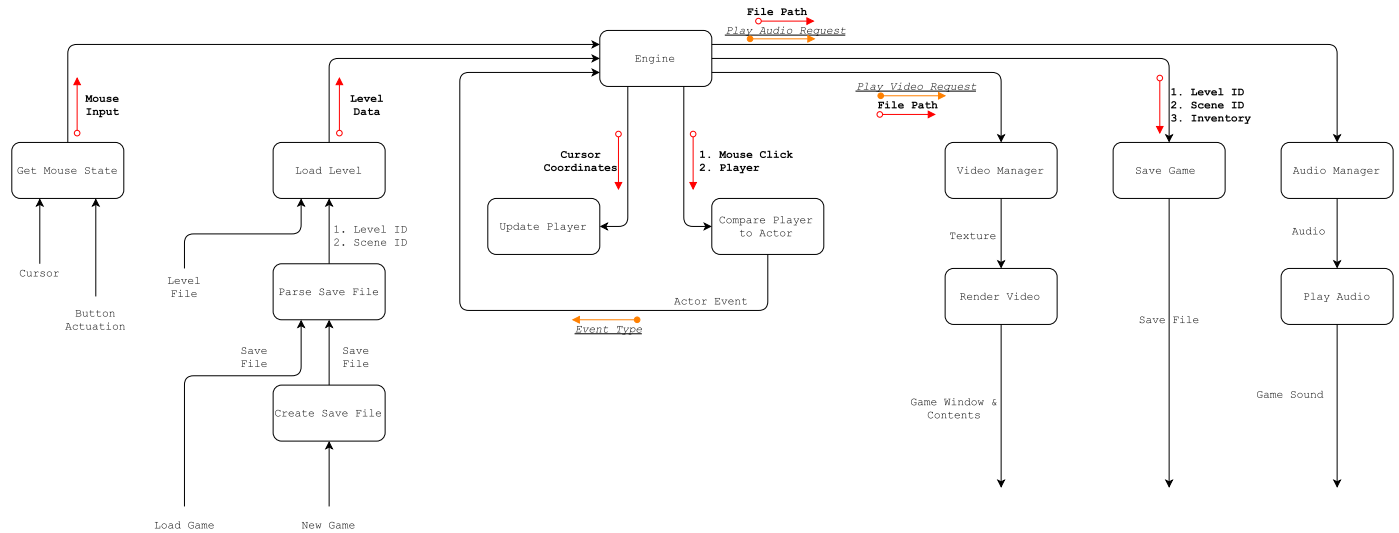 File Path
Play Audio Request
Engine
Play Video Request
File Path
Mouse
Input
Level
Data
1. Level ID
2. Scene ID
3. Inventory
Cursor
Coordinates
1. Mouse Click
2. Player
Get Mouse State
Load Level
Video Manager
Save Game
Audio Manager
Update Player
Compare Player
to Actor
1. Level ID
2. Scene ID
Texture
Audio
Cursor
Level
File
Parse Save File
Actor Event
Render Video
Play Audio
Button
Actuation
Event Type
Save File
Save
File
Save
File
Game Window &
Contents
Game Sound
Create Save File
Load Game
New Game